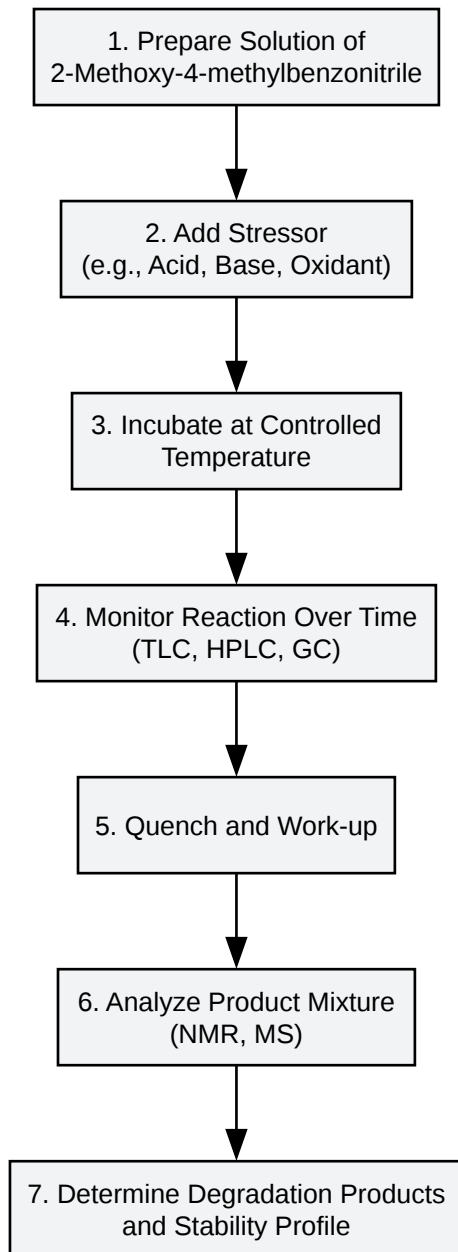 1. Prepare Solution of
2-Methoxy-4-methylbenzonitrile
2. Add Stressor
(e.g., Acid, Base, Oxidant)
3. Incubate at Controlled
Temperature
4. Monitor Reaction Over Time
(TLC, HPLC, GC)
5. Quench and Work-up
6. Analyze Product Mixture
(NMR, MS)
7. Determine Degradation Products
and Stability Profile